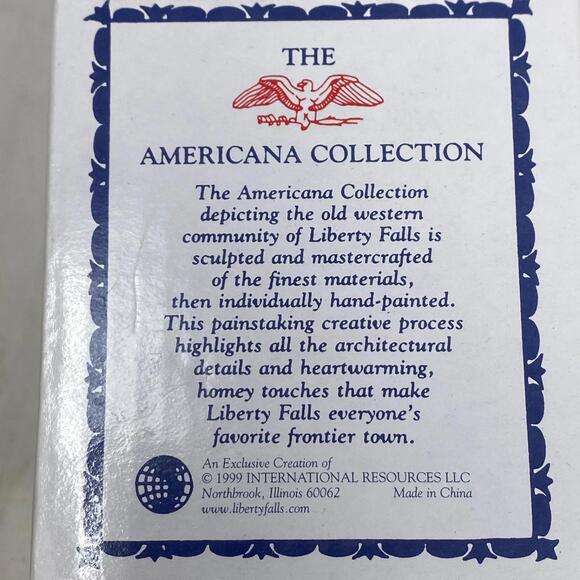 THE
AMERICANA COLLECTION
The Americana Collection
depicting the old western
community of Liberty Falls is
sculpted and mastercrafted
of the finest materials,
then individually hand-painted.
This painstaking creative process
highlights all the architectural
details and heartwarming,
homey touches that make
Liberty Falls everyone's
favorite frontier town.
An Exclusive Creation of
© 1999 INTERNATIONAL RESOURCES LLC
Northbrook, Illinois 60062 Made in China
www.libertyfalls.com